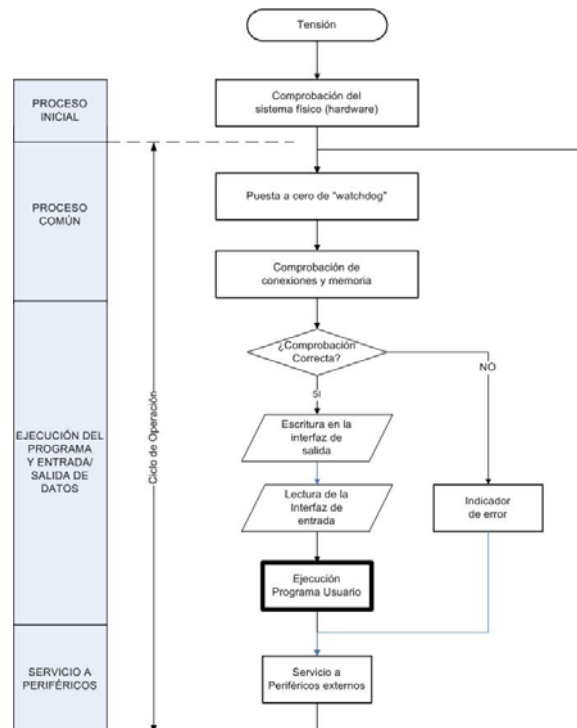 Tensión
PROCESO
INICIAL
Comprobación del
sistema físico (hardware)
PROCESO
COMÚN
Puesta a cero de "watchdog"
Comprobación de
conexiones y memoria
Ciclo de Operación
EJECUCIÓN DEL
PROGRAMA
Y ENTRADA/
SALIDA DE
DATOS
¿Comprobación
Correcta?
NO
SI
Escritura en la
interfaz de
salida
Lectura de la
Interfaz de
entrada
Indicador
de error
Ejecución
Programa Usuario
SERVICIO A
PERIFÉRICOS
Servicio a
Periféricos externos